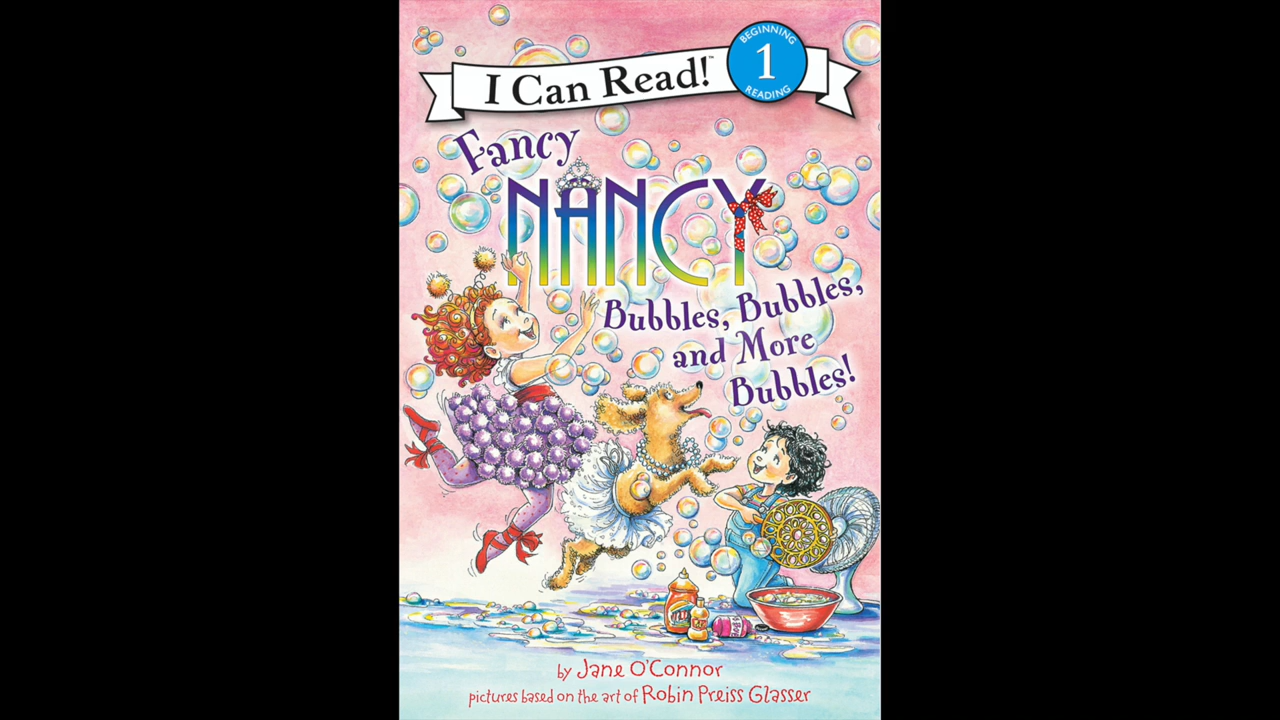 I Can Read!™
BEGINNING
1
READING
Fancy
NANCY
Bubbles, Bubbles,
and More
Bubbles!
by Jane O'Connor
pictures based on the art of Robin Preiss Glasser